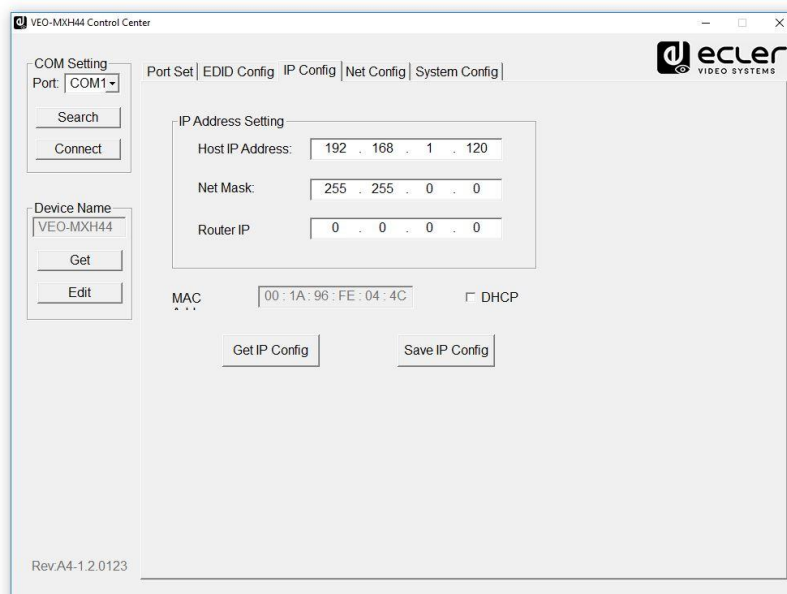 VEO-MXH44 Control Center
ecler
VIDEO SYSTEMS
COM Setting
Port: COM1
Search
Connect
Device Name
VEO-MXH44
Get
Edit
Rev:A4-1.2.0123
Port Set EDID Config IP Config Net Config System Config
IP Address Setting
Host IP Address: 192 . 168 . 1 . 120
Net Mask: 255 . 255 . 0 . 0
Router IP 0 . 0 . 0 . 0
MAC 00 : 1A : 96 : FE : 04 : 4C DHCP
Get IP Config Save IP Config